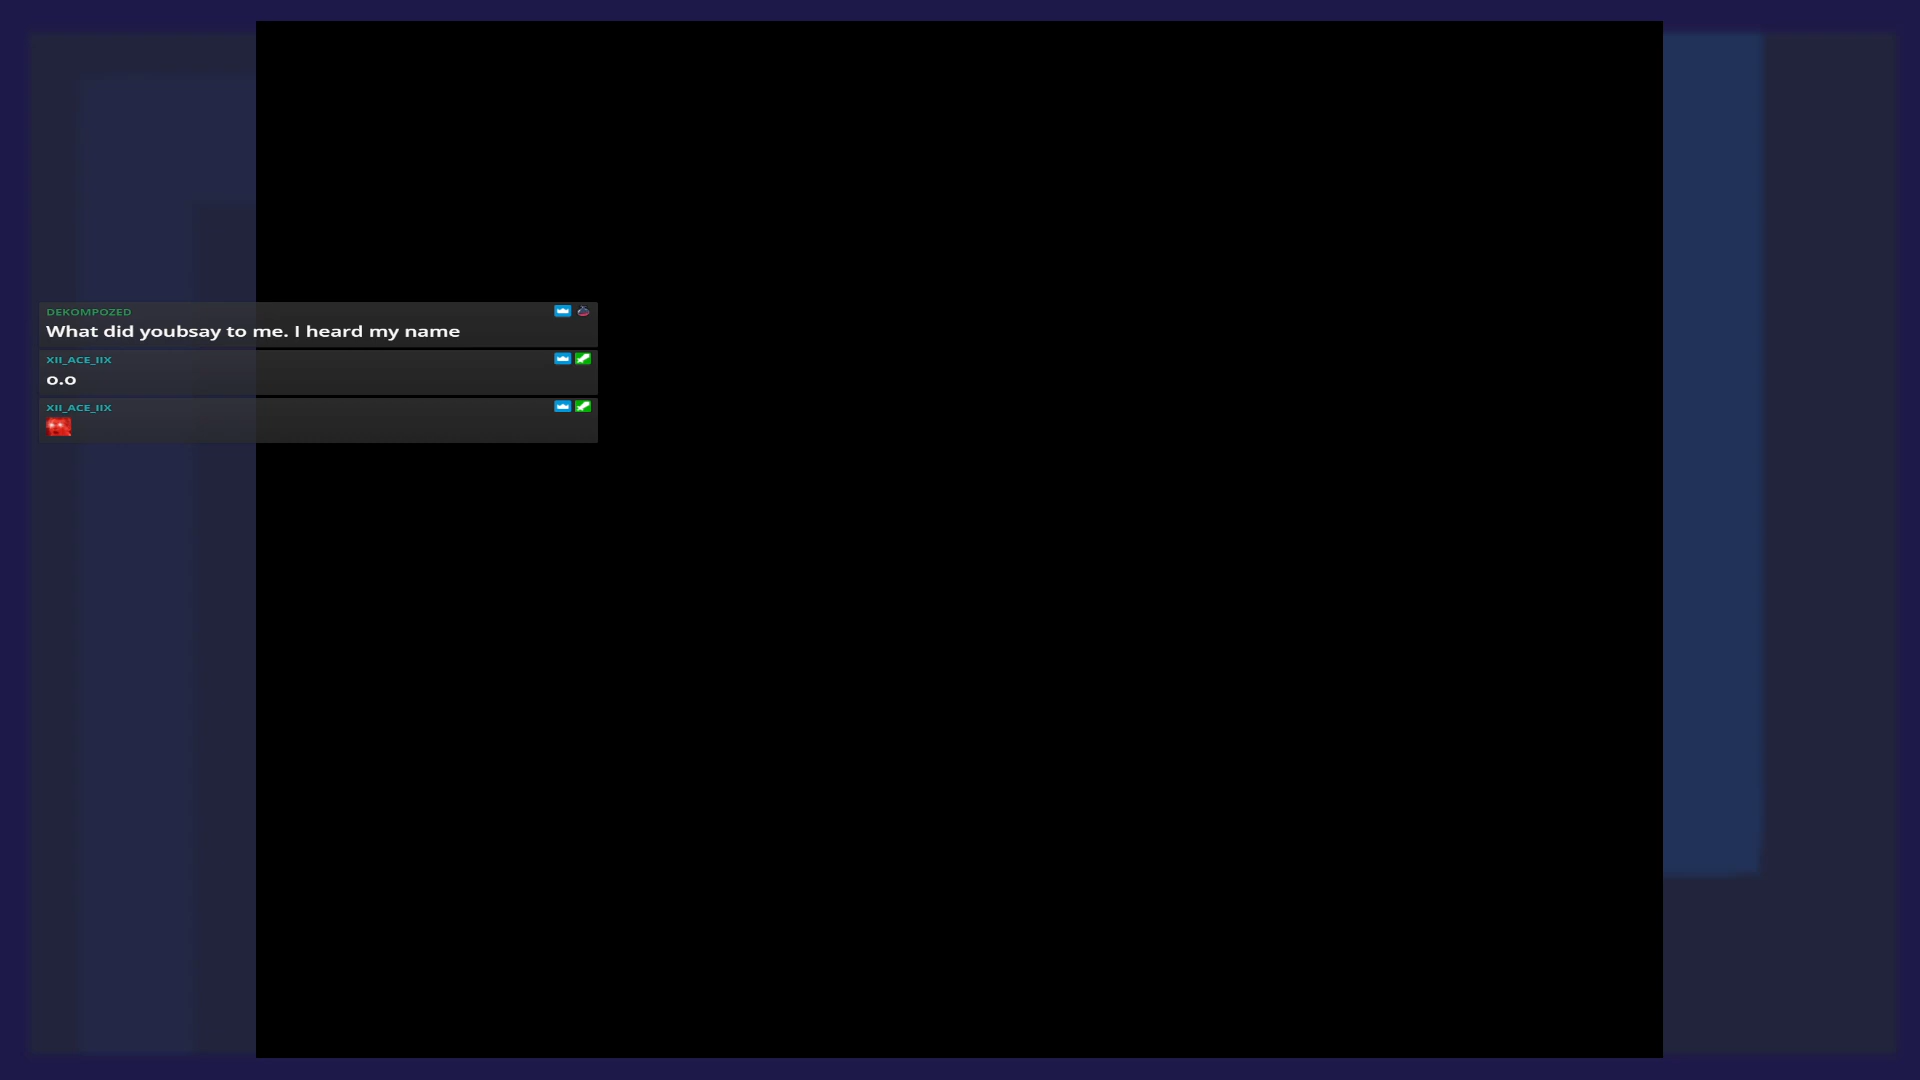 DEKOMPOZED
What did youbsay to me. I heard my name
XII_ACE_IIX
o.o
XII_ACE_IIX